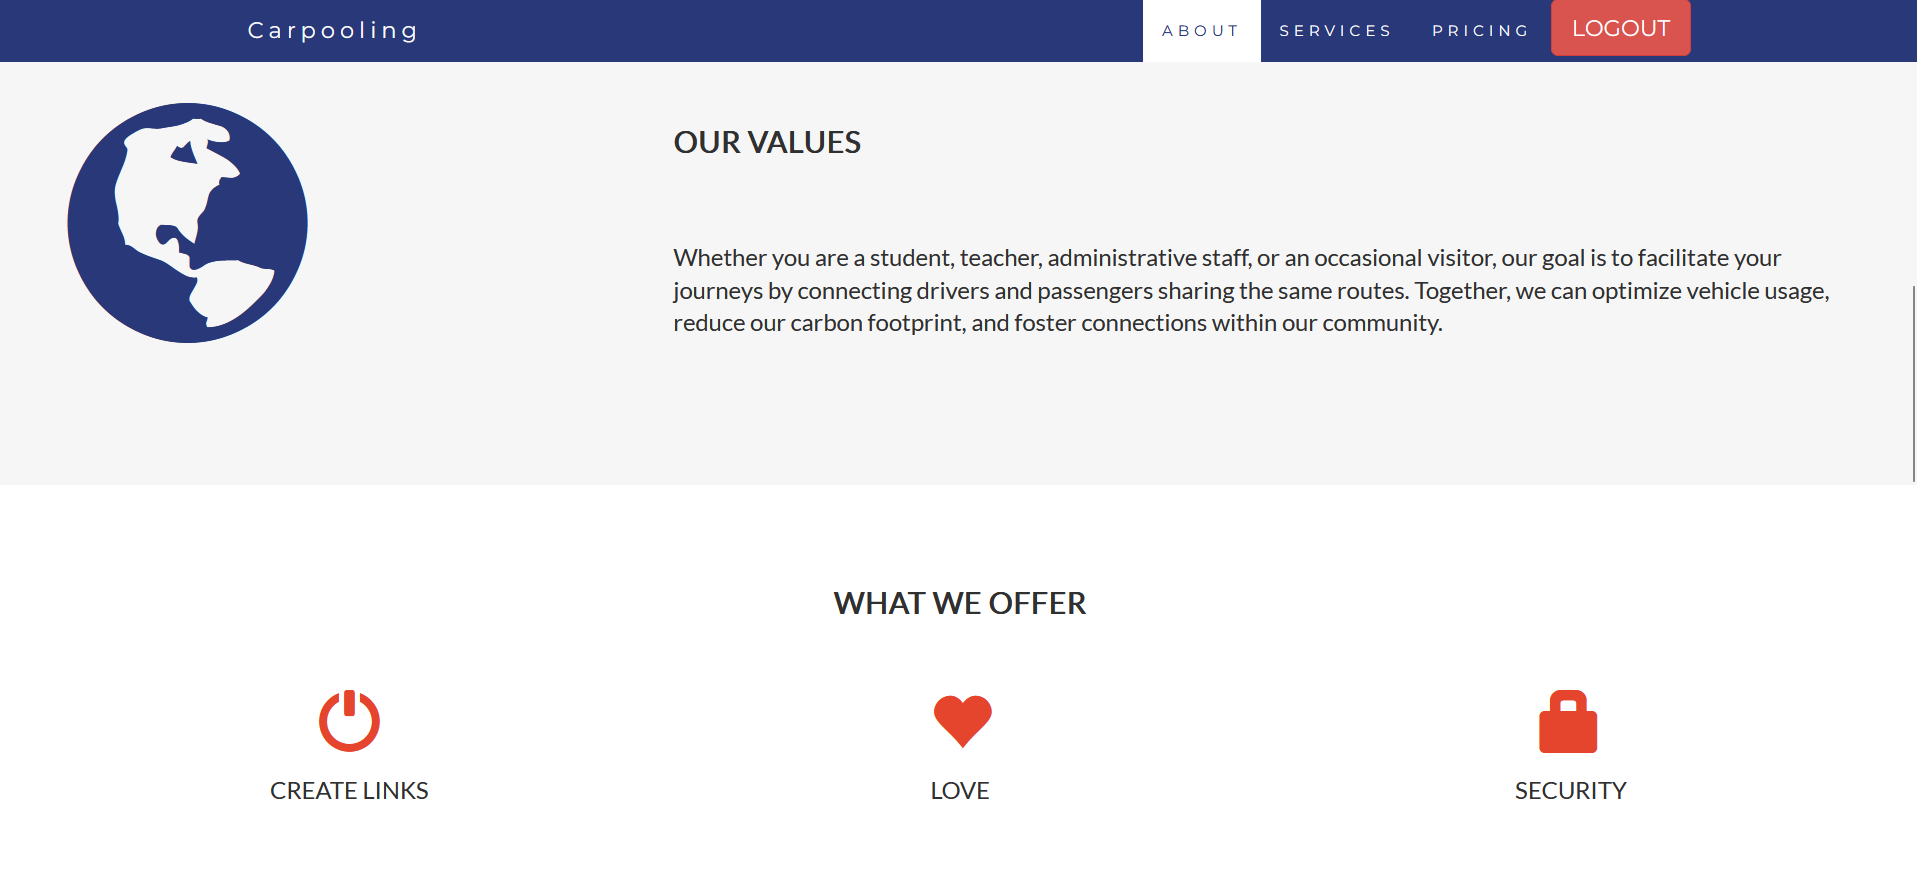 Carpooling
ABOUT
SERVICES
PRICING
LOGOUT
OUR VALUES
Whether you are a student, teacher, administrative staff, or an occasional visitor, our goal is to facilitate your
journeys by connecting drivers and passengers sharing the same routes. Together, we can optimize vehicle usage,
reduce our carbon footprint, and foster connections within our community.
WHAT WE OFFER
CREATE LINKS
LOVE
SECURITY